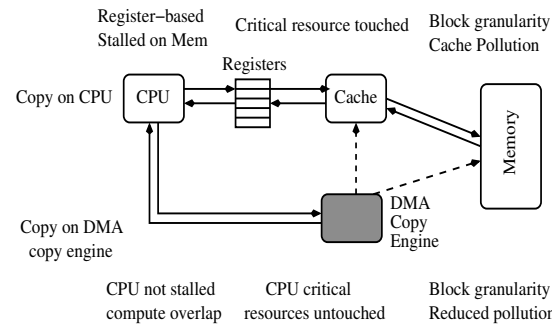 Register−based
Stalled on Mem
Critical resource touched
Block granularity
Cache Pollution
Registers
Copy on CPU
CPU
Cache
Memory
DMA
Copy
Engine
Copy on DMA
copy engine
CPU not stalled
compute overlap
CPU critical
resources untouched
Block granularity
Reduced pollution